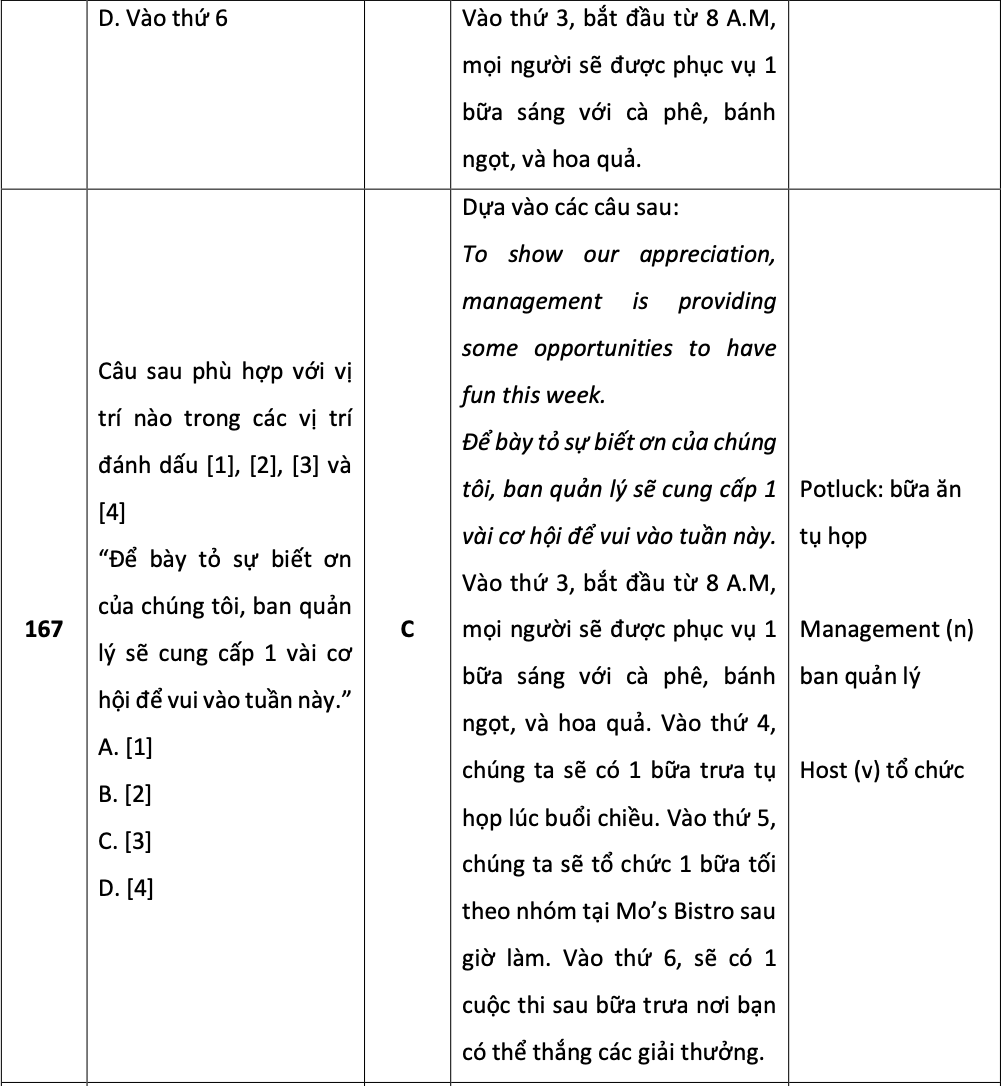 D. Vào thứ 6
Vào thứ 3, bắt đầu từ 8 A.M,
mọi người sẽ được phục vụ 1
bữa sáng với cà phê, bánh
ngọt, và hoa quả.
167
Câu sau phù hợp với vị
trí nào trong các vị trí
đánh dấu [1], [2], [3] và
[4]
“Để bày tỏ sự biết ơn
của chúng tôi, ban quản
lý sẽ cung cấp 1 vài cơ
hội để vui vào tuần này.”
A. [1]
B. [2]
C. [3]
D. [4]
C
Dựa vào các câu sau:
To show our appreciation,
management is providing
some opportunities to have
fun this week.
Để bày tỏ sự biết ơn của chúng
tôi, ban quản lý sẽ cung cấp 1
vài cơ hội để vui vào tuần này.
Vào thứ 3, bắt đầu từ 8 A.M,
mọi người sẽ được phục vụ 1
bữa sáng với cà phê, bánh
ngọt, và hoa quả. Vào thứ 4,
chúng ta sẽ có 1 bữa trưa tụ
họp lúc buổi chiều. Vào thứ 5,
chúng ta sẽ tổ chức 1 bữa tối
theo nhóm tại Mo’s Bistro sau
giờ làm. Vào thứ 6, sẽ có 1
cuộc thi sau bữa trưa nơi bạn
có thể thắng các giải thưởng.
Potluck: bữa ăn
tụ họp
Management (n)
ban quản lý
Host (v) tổ chức